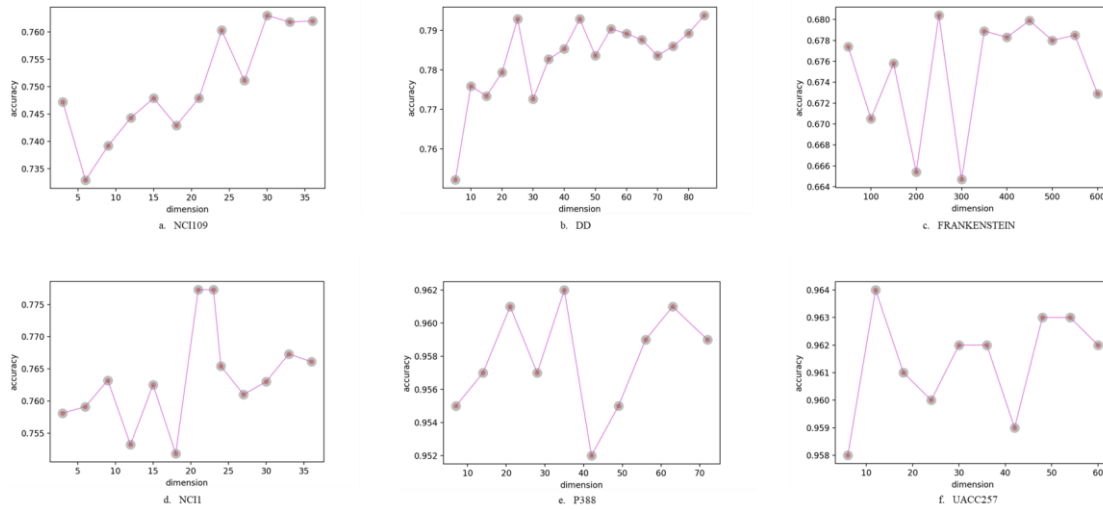 0.760
0.755
0.750
0.745
0.740
0.735
accuracy
5 10 15 20 25 30 35
dimension
a. NCI109
0.79
0.78
0.77
0.76
accuracy
10 20 30 40 50 60 70 80
dimension
b. DD
0.680
0.678
0.676
0.674
0.672
0.670
0.668
0.666
0.664
accuracy
100 200 300 400 500 600
dimension
c. FRANKENSTEIN
0.775
0.770
0.765
0.760
0.755
accuracy
5 10 15 20 25 30 35
dimension
d. NCI1
0.962
0.960
0.958
0.956
0.954
0.952
accuracy
10 20 30 40 50 60 70
dimension
e. P388
0.964
0.963
0.962
0.961
0.960
0.959
0.958
accuracy
10 20 30 40 50 60
dimension
f. UACC257